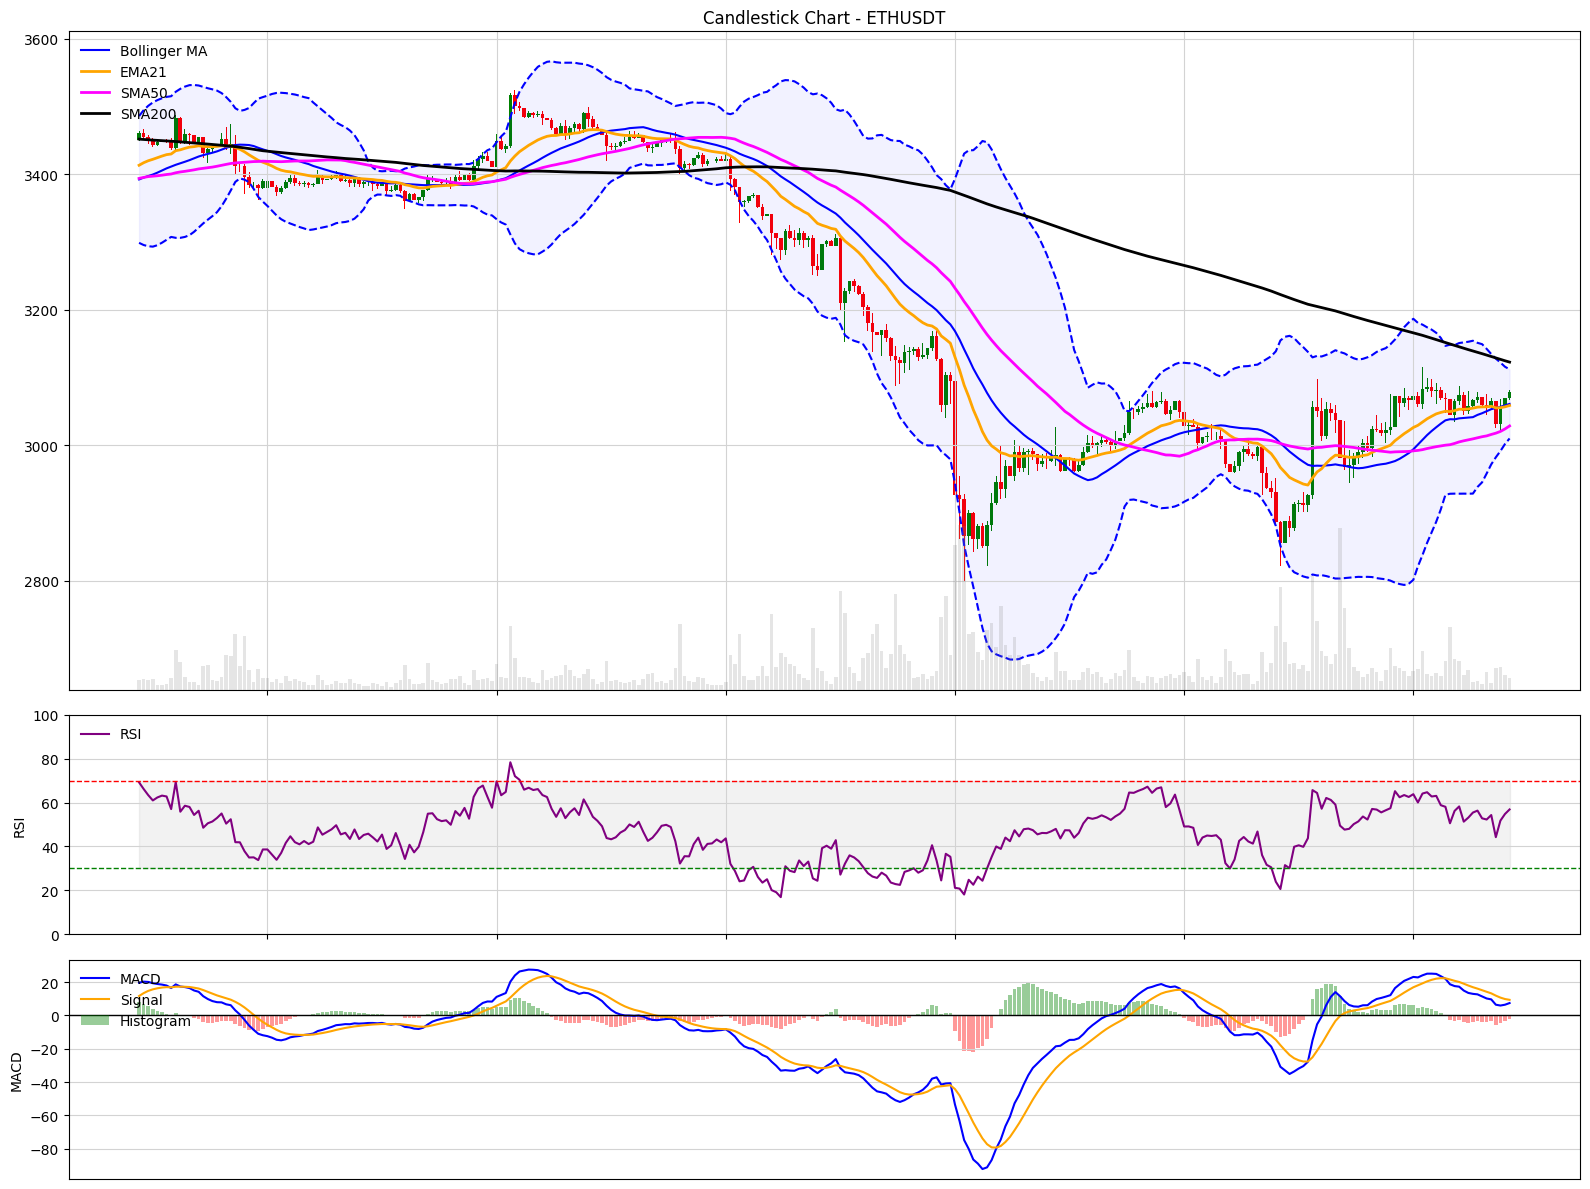 Candlestick Chart - ETHUSDT
3600
3400
3200
3000
2800
Bollinger MA
EMA21
SMA50
SMA200
100
80
60
40
20
0
RSI
RSI
20
0
−20
−40
−60
−80
MACD
MACD
Signal
Histogram